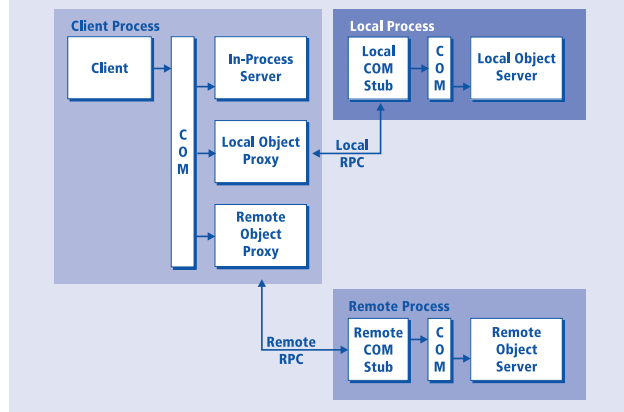 Client Process
Client
C
O
M
In-Process
Server
Local Object
Proxy
Remote
Object
Proxy
Local
RPC
Local Process
Local
COM
Stub
C
O
M
Local Object
Server
Remote
RPC
Remote Process
Remote
COM
Stub
C
O
M
Remote
Object
Server